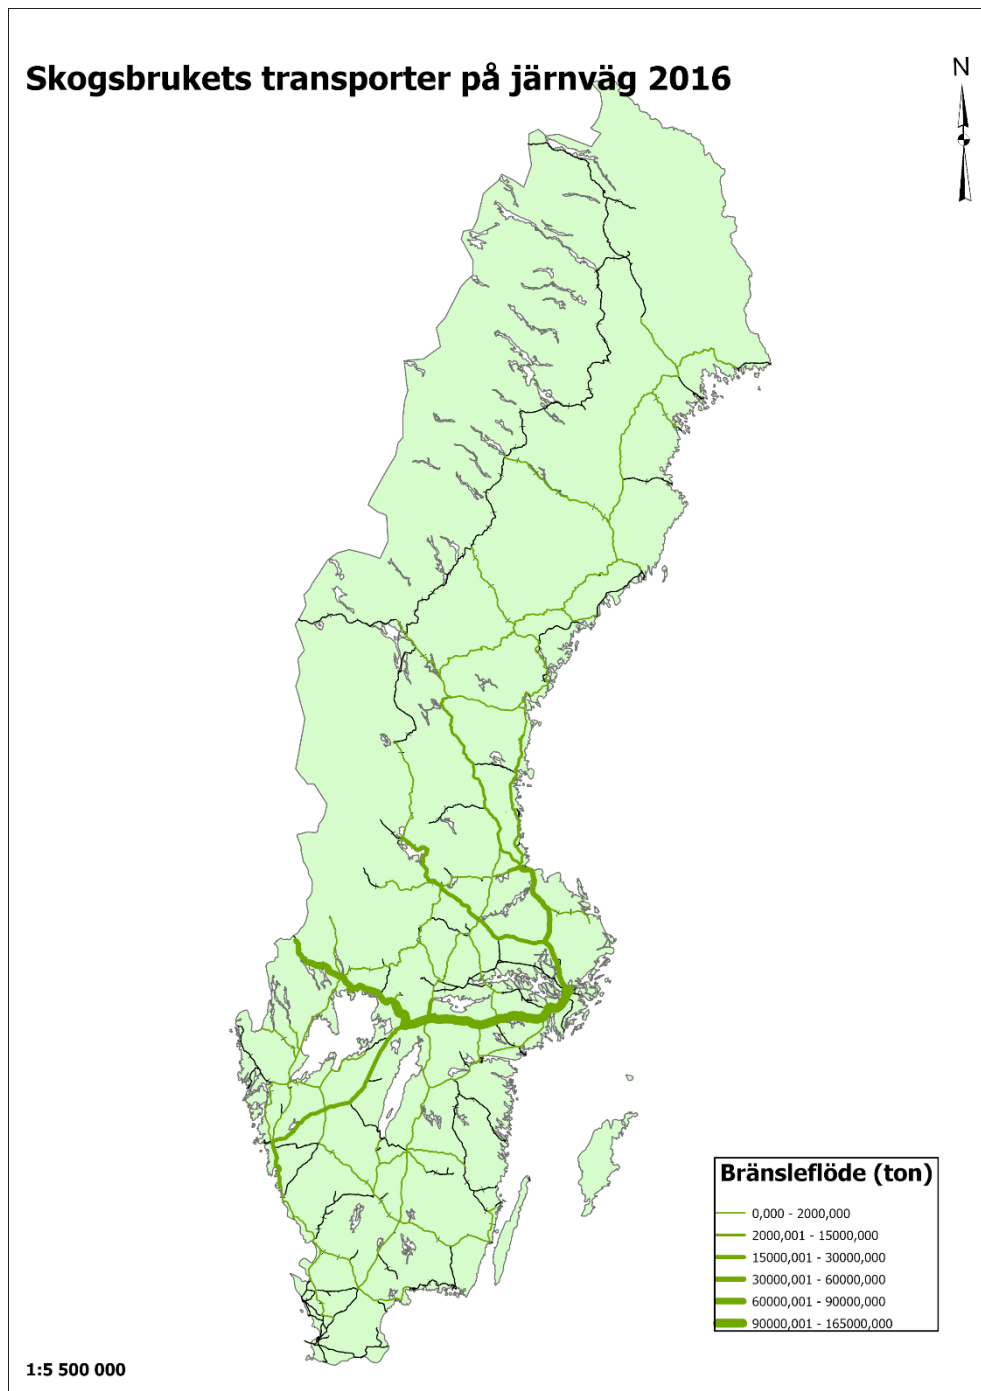 Skogsbrukets transporter på järnväg 2016
N
Bränsleflöde (ton)
0,000 - 2000,000
2000,001 - 15000,000
15000,001 - 30000,000
30000,001 - 60000,000
60000,001 - 90000,000
90000,001 - 165000,000
1:5 500 000